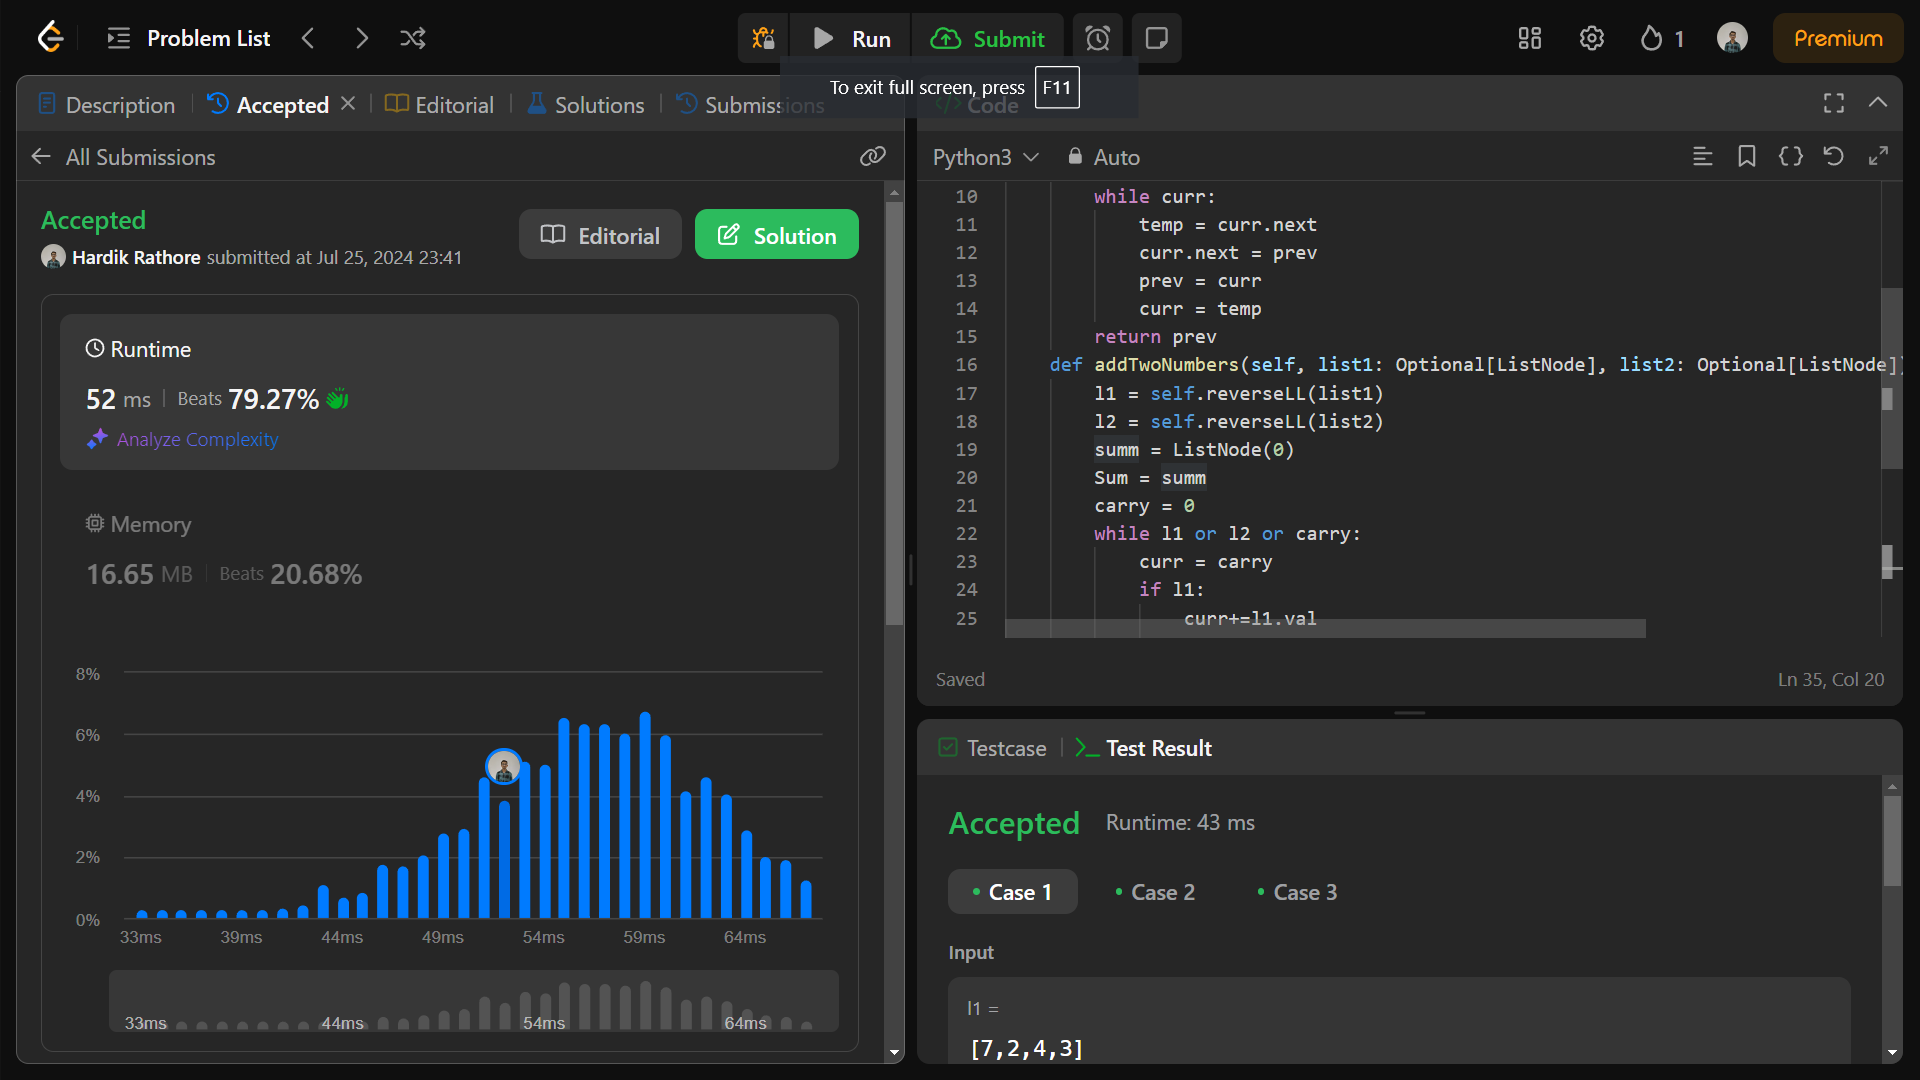 Problem List
Run
Submit
1
Premium
To exit full screen, press F11
Description
Accepted
Editorial
Solutions
Submissions
Code
All Submissions
Python3
Auto
Accepted
Hardik Rathore submitted at Jul 25, 2024 23:41
Editorial
Solution
Runtime
52 ms
Beats 79.27%
Analyze Complexity
Memory
16.65 MB
Beats 20.68%
8%
6%
4%
2%
0%
33ms 39ms 44ms 49ms 54ms 59ms 64ms
33ms 44ms 54ms 64ms
10 while curr:
11 temp = curr.next
12 curr.next = prev
13 prev = curr
14 curr = temp
15 return prev
16 def addTwoNumbers(self, list1: Optional[ListNode], list2: Optional[ListNode])
17 l1 = self.reverseLL(list1)
18 l2 = self.reverseLL(list2)
19 summ = ListNode(0)
20 Sum = summ
21 carry = 0
22 while l1 or l2 or carry:
23 curr = carry
24 if l1:
25 curr+=l1.val
Saved
Ln 35, Col 20
Testcase
Test Result
Accepted
Runtime: 43 ms
Case 1
Case 2
Case 3
Input
l1 =
[7,2,4,3]